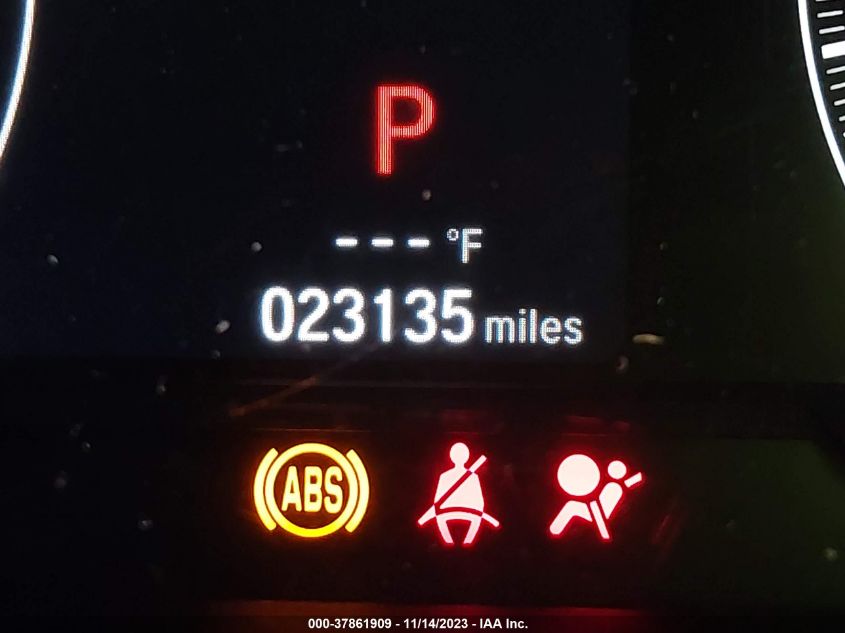 P
--- °F
023135 miles
ABS
000-37861909 - 11/14/2023 - IAA Inc.